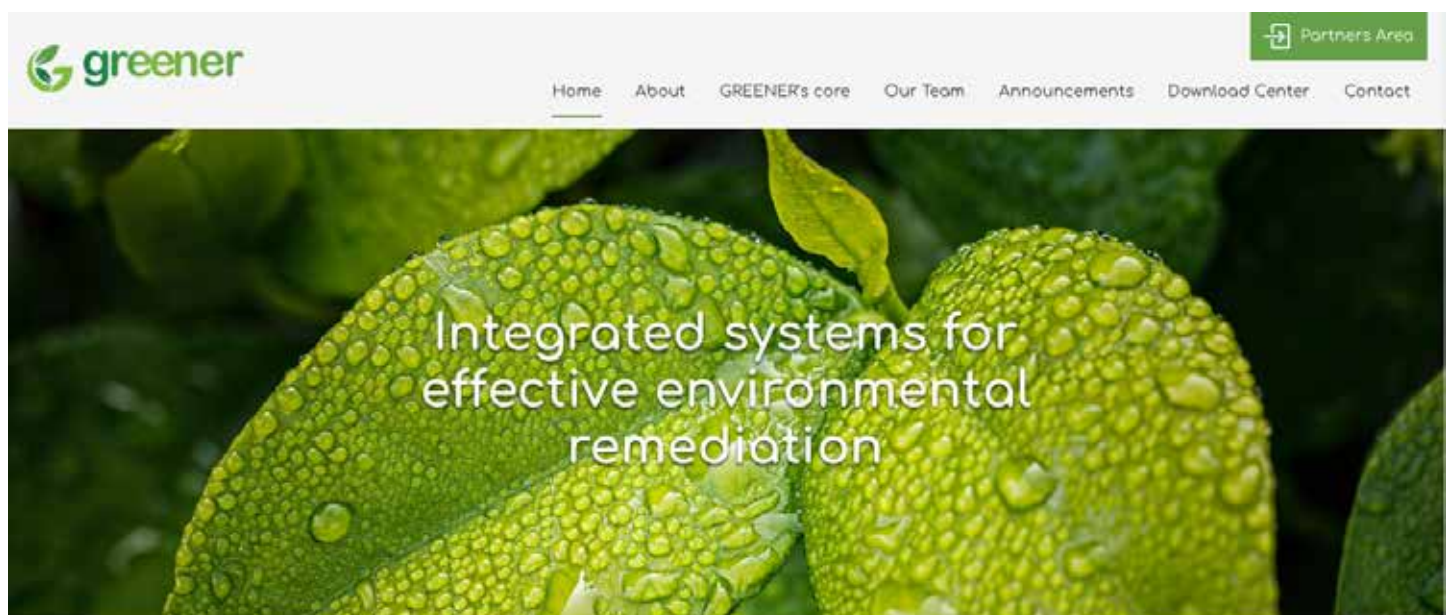 greener
Partners Area
Home About GREENER's core Our Team Announcements Download Center Contact
Integrated systems for
effective environmental
remediation